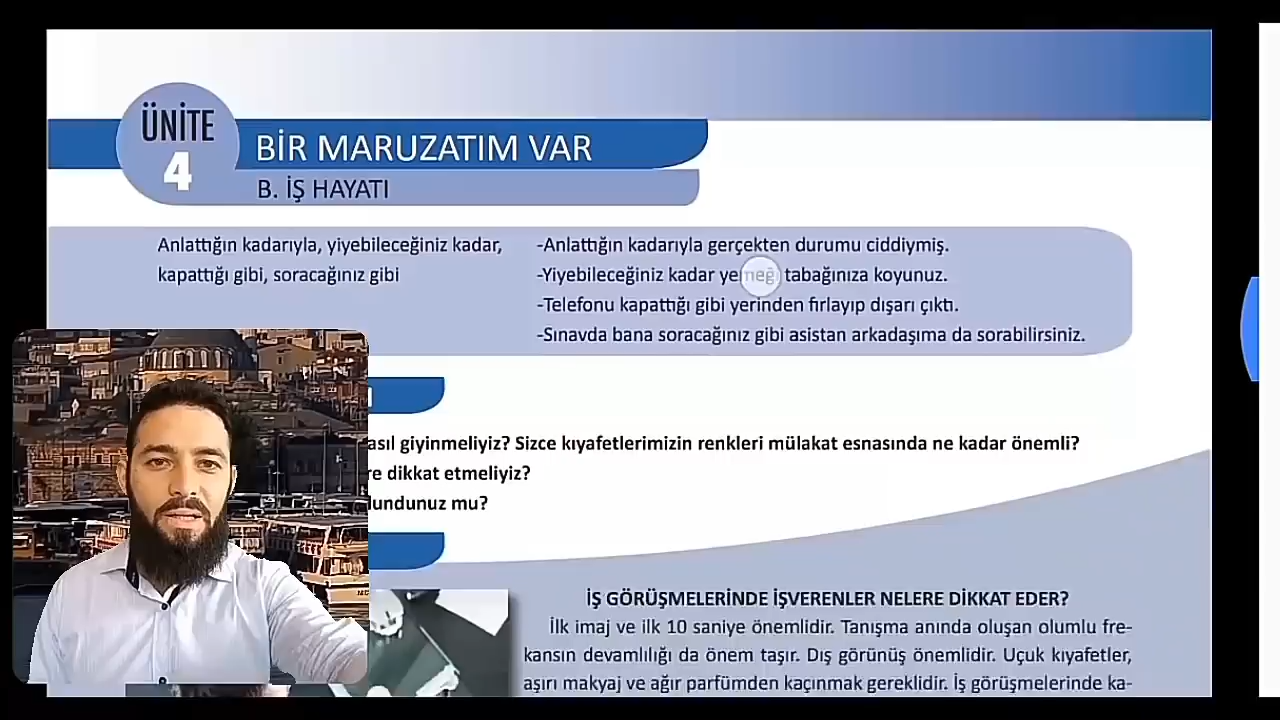 ÜNİTE
4
BİR MARUZATIM VAR
B. İŞ HAYATI
Anlattığın kadarıyla, yiyebileceğiniz kadar,
kapattığı gibi, soracağınız gibi
-Anlattığın kadarıyla gerçekten durumu ciddiymiş.
-Yiyebileceğiniz kadar yemeği tabağınıza koyunuz.
-Telefonu kapattığı gibi yerinden fırlayıp dışarı çıktı.
-Sınavda bana soracağınız gibi asistan arkadaşıma da sorabilirsiniz.
asıl giyinmeliyiz? Sizce kıyafetlerimizin renkleri mülakat esnasında ne kadar önemli?
re dikkat etmeliyiz?
lundunuz mu?
İŞ GÖRÜŞMELERİNDE İŞVERENLER NELERE DİKKAT EDER?
İlk imaj ve ilk 10 saniye önemlidir. Tanışma anında oluşan olumlu fre-
kansın devamlılığı da önem taşır. Dış görünüş önemlidir. Uçuk kıyafetler,
aşırı makyaj ve ağır parfümden kaçınmak gereklidir. İş görüşmelerinde ka-